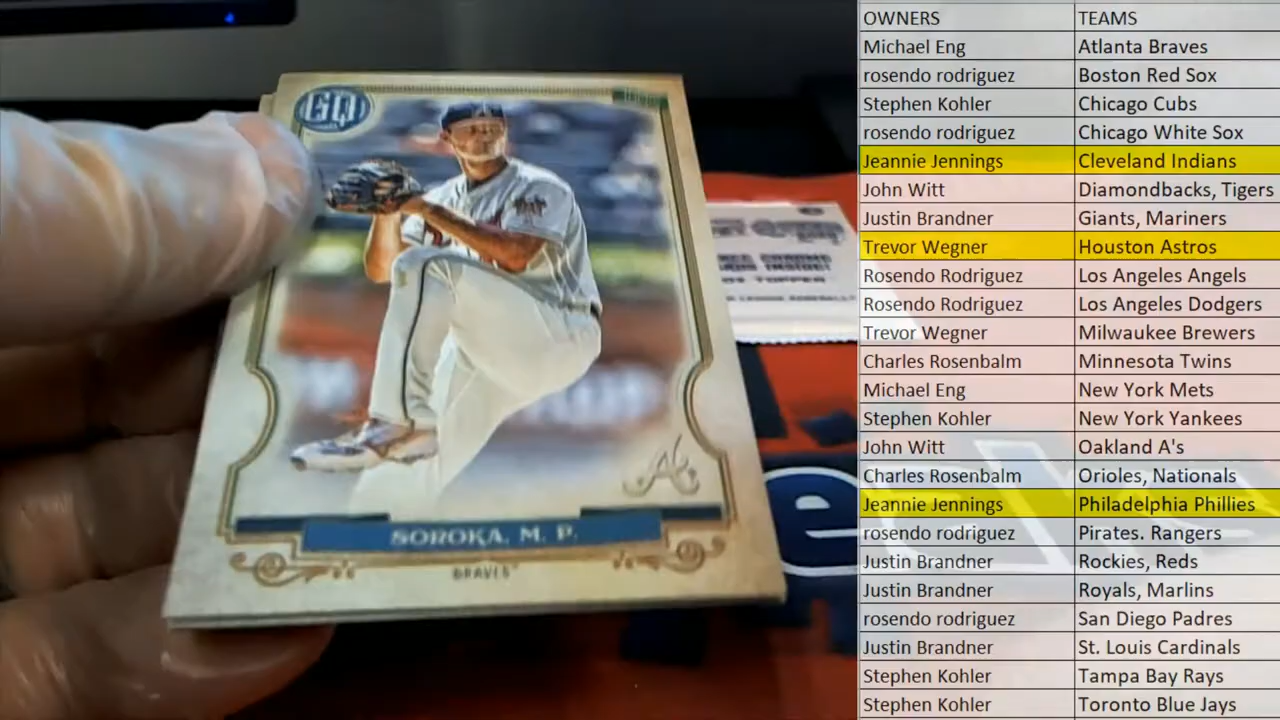 GQ
SOROKA, M. P.
BRAVES
OWNERS TEAMS
Michael Eng Atlanta Braves
rosendo rodriguez Boston Red Sox
Stephen Kohler Chicago Cubs
rosendo rodriguez Chicago White Sox
Jeannie Jennings Cleveland Indians
John Witt Diamondbacks, Tigers
Justin Brandner Giants, Mariners
Trevor Wegner Houston Astros
Rosendo Rodriguez Los Angeles Angels
Rosendo Rodriguez Los Angeles Dodgers
Trevor Wegner Milwaukee Brewers
Charles Rosenbalm Minnesota Twins
Michael Eng New York Mets
Stephen Kohler New York Yankees
John Witt Oakland A's
Charles Rosenbalm Orioles, Nationals
Jeannie Jennings Philadelphia Phillies
rosendo rodriguez Pirates. Rangers
Justin Brandner Rockies, Reds
Justin Brandner Royals, Marlins
rosendo rodriguez San Diego Padres
Justin Brandner St. Louis Cardinals
Stephen Kohler Tampa Bay Rays
Stephen Kohler Toronto Blue Jays